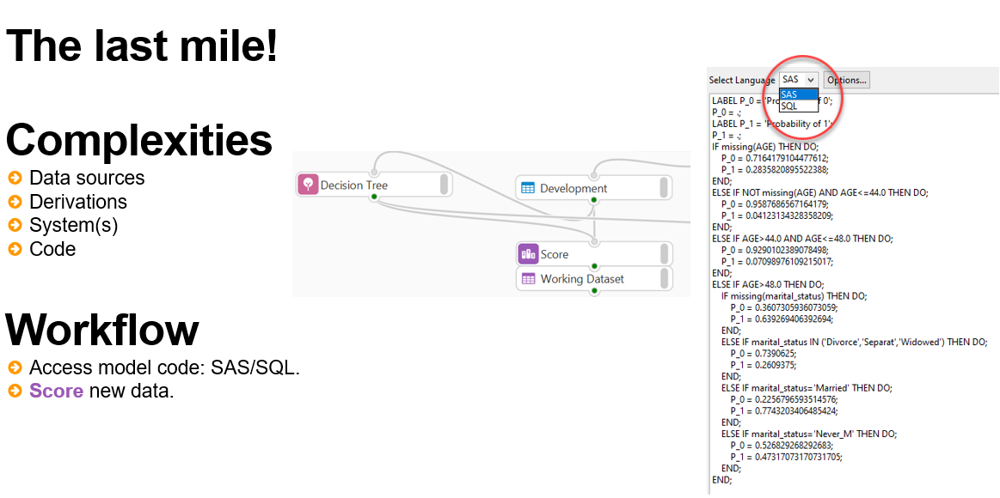 The last mile!
Complexities
Data sources
Derivations
System(s)
Code
Workflow
Access model code: SAS/SQL.
Score new data.
Decision Tree
Development
Score
Working Dataset
Select Language SAS Options...
SAS
SQL
LABEL P_0 = 'Pro of 0';
P_0 = .;
LABEL P_1 = 'Probability of 1';
P_1 = .;
IF missing(AGE) THEN DO;
P_0 = 0.7164179104477612;
P_1 = 0.2835820895522388;
END;
ELSE IF NOT missing(AGE) AND AGE<=44.0 THEN DO;
P_0 = 0.9587686567164179;
P_1 = 0.04123134328358209;
END;
ELSE IF AGE>44.0 AND AGE<=48.0 THEN DO;
P_0 = 0.9290102389078498;
P_1 = 0.07098976109215017;
END;
ELSE IF AGE>48.0 THEN DO;
IF missing(marital_status) THEN DO;
P_0 = 0.3607305936073059;
P_1 = 0.639269406392694;
END;
ELSE IF marital_status IN ('Divorce','Separat','Widowed') THEN DO;
P_0 = 0.7390625;
P_1 = 0.2609375;
END;
ELSE IF marital_status='Married' THEN DO;
P_0 = 0.2256796593514576;
P_1 = 0.7743203406485424;
END;
ELSE IF marital_status='Never_M' THEN DO;
P_0 = 0.526829268292683;
P_1 = 0.47317073170731705;
END;
END;